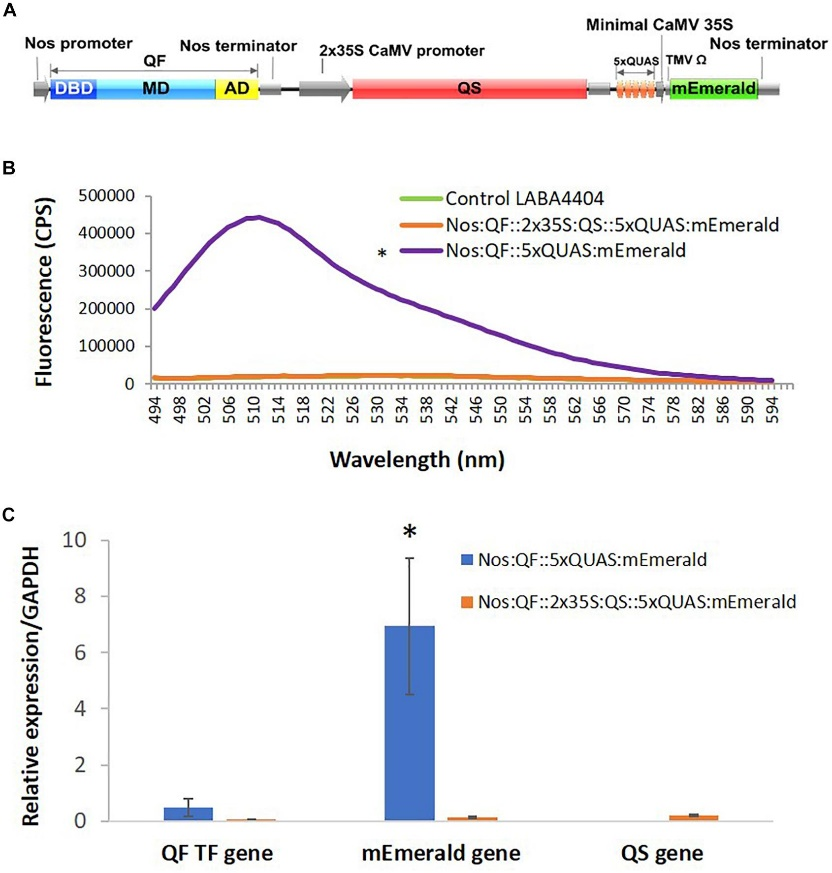 A
Minimal CaMV 35S
Nos promoter
QF
Nos terminator
2x35S CaMV promoter
5xQUAS
TMV Ω
Nos terminator
DBD
MD
AD
QS
mEmerald
B
Fluorescence (CPS)
500000
400000
300000
200000
100000
0
Control LABA4404
Nos:QF::2x35S:QS::5xQUAS:mEmerald
* Nos:QF::5xQUAS:mEmerald
494 498 502 506 510 514 518 522 526 530 534 538 542 546 550 554 558 562 566 570 574 578 582 586 590 594
Wavelength (nm)
C
Relative expression/GAPDH
10
8
6
4
2
0
*
Nos:QF::5xQUAS:mEmerald
Nos:QF::2x35S:QS::5xQUAS:mEmerald
QF TF gene
mEmerald gene
QS gene